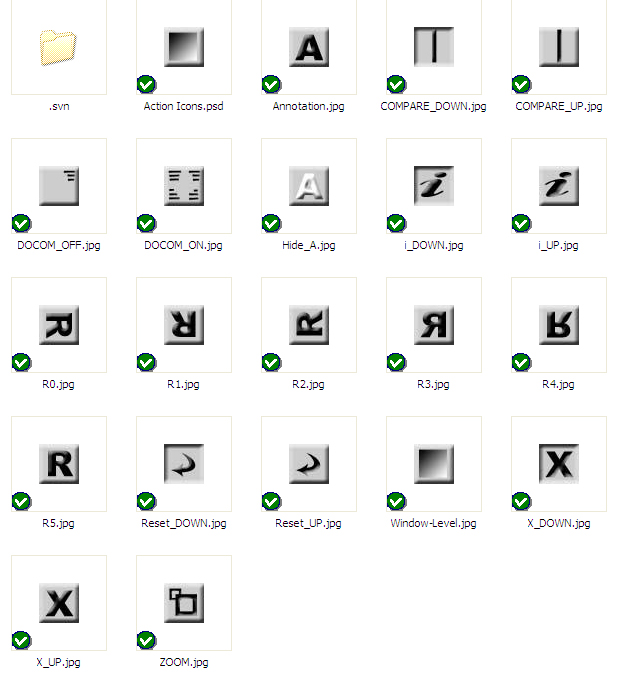 .svn
Action Icons.psd
A
Annotation.jpg
COMPARE_DOWN.jpg
COMPARE_UP.jpg
DOCOM_OFF.jpg
DOCOM_ON.jpg
A
Hide_A.jpg
i
i_DOWN.jpg
i
i_UP.jpg
R
R0.jpg
R
R1.jpg
R
R2.jpg
R
R3.jpg
R
R4.jpg
R
R5.jpg
Reset_DOWN.jpg
Reset_UP.jpg
Window-Level.jpg
X
X_DOWN.jpg
X
X_UP.jpg
ZOOM.jpg